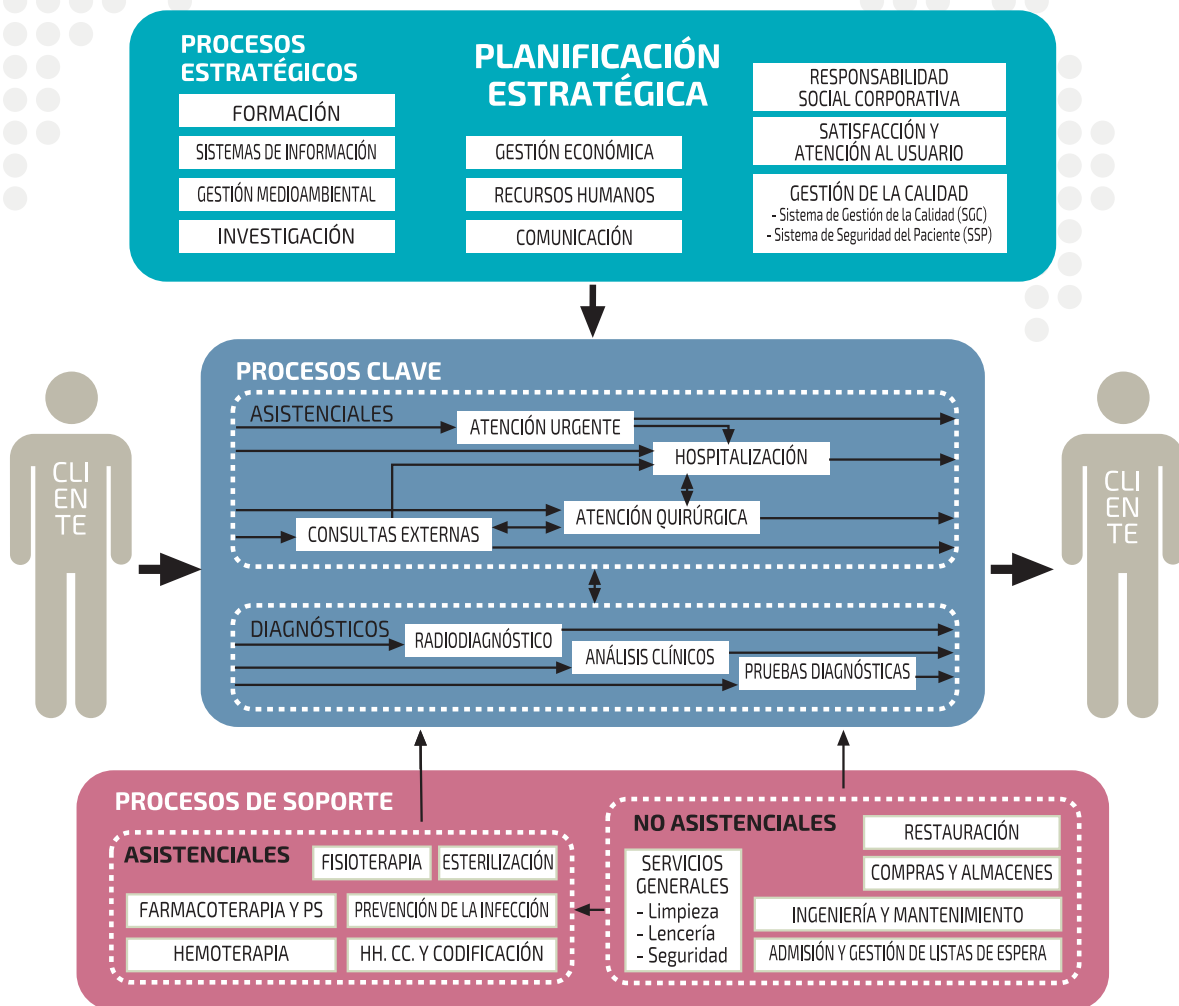 PROCESOS
ESTRATÉGICOS
FORMACIÓN
SISTEMAS DE INFORMACIÓN
GESTIÓN MEDIOAMBIENTAL
INVESTIGACIÓN
PLANIFICACIÓN
ESTRATÉGICA
GESTIÓN ECONÓMICA
RECURSOS HUMANOS
COMUNICACIÓN
RESPONSABILIDAD
SOCIAL CORPORATIVA
SATISFACCIÓN Y
ATENCIÓN AL USUARIO
GESTIÓN DE LA CALIDAD
- Sistema de Gestión de la Calidad (SGC)
- Sistema de Seguridad del Paciente (SSP)
CLI
EN
TE
PROCESOS CLAVE
ASISTENCIALES
ATENCIÓN URGENTE
HOSPITALIZACIÓN
ATENCIÓN QUIRÚRGICA
CONSULTAS EXTERNAS
DIAGNÓSTICOS
RADIODIAGNÓSTICO
ANÁLISIS CLÍNICOS
PRUEBAS DIAGNÓSTICAS
CLI
EN
TE
PROCESOS DE SOPORTE
ASISTENCIALES
FISIOTERAPIA
ESTERILIZACIÓN
FARMACOTERAPIA Y PS
PREVENCIÓN DE LA INFECCIÓN
HEMOTERAPIA
HH. CC. Y CODIFICACIÓN
NO ASISTENCIALES
SERVICIOS
GENERALES
- Limpieza
- Lencería
- Seguridad
RESTAURACIÓN
COMPRAS Y ALMACENES
INGENIERÍA Y MANTENIMIENTO
ADMISIÓN Y GESTIÓN DE LISTAS DE ESPERA